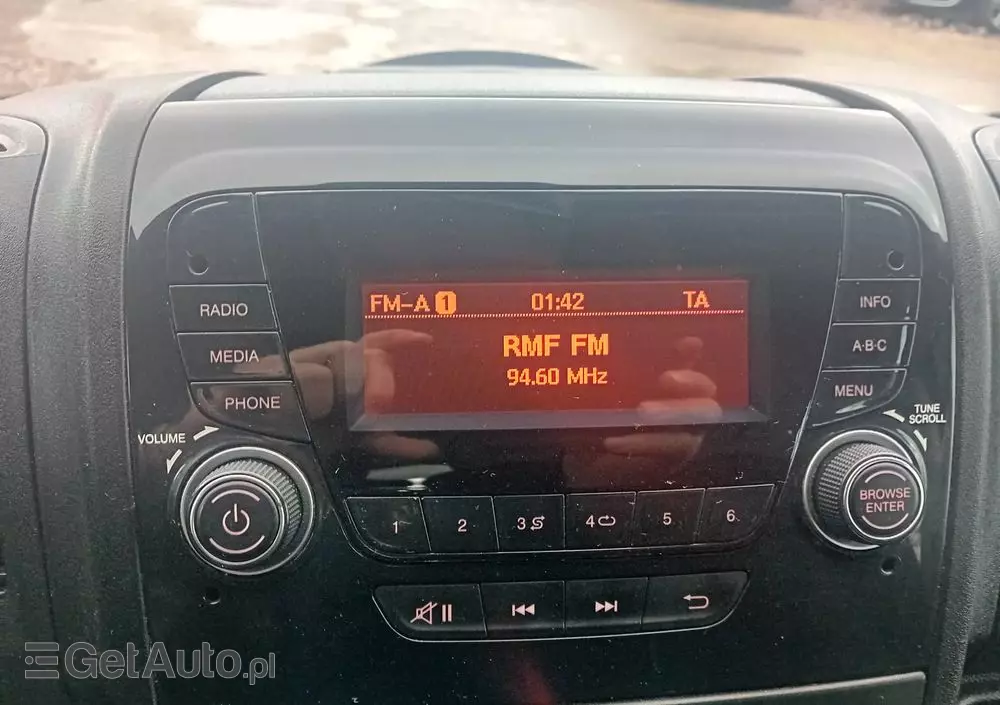 FM-A 1 01:42 TA
RMF FM
94.60 MHz
RADIO
MEDIA
PHONE
VOLUME
INFO
A·B·C
MENU
TUNE
SCROLL
BROWSE
ENTER
1 2 3 4 5 6
GetAuto.pl